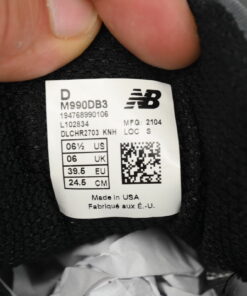 D
M990DB3
NB
194768990106
L102834
MFG: 2104
DLCHR2703 KNH
LOC S
06½ US
06 UK
39.5 EU
24.5 CM
Made in USA
Fabriqué aux É.-U.